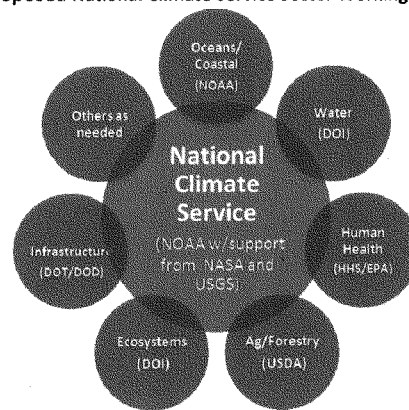 National Climate Service Sector Working
Oceans/
Coastal
(NOAA)
Water
(DOI)
Human
Health
(HHS/EPA)
Ag/Forestry
(USDA)
Ecosystems
(DOI)
Infrastructure
(DOT/DOD)
Others as
needed
National
Climate
Service
(NOAA w/support
from NASA and
USGS)